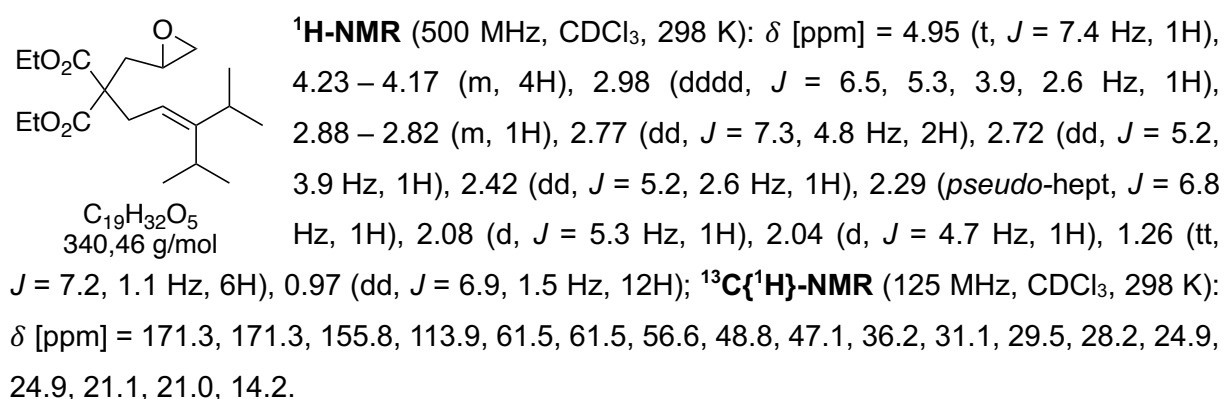 O
EtO₂C
EtO₂C
C₁₉H₃₂O₅
340,46 g/mol
¹H-NMR (500 MHz, CDCl₃, 298 K): δ [ppm] = 4.95 (t, J = 7.4 Hz, 1H),
4.23 – 4.17 (m, 4H), 2.98 (dddd, J = 6.5, 5.3, 3.9, 2.6 Hz, 1H),
2.88 – 2.82 (m, 1H), 2.77 (dd, J = 7.3, 4.8 Hz, 2H), 2.72 (dd, J = 5.2,
3.9 Hz, 1H), 2.42 (dd, J = 5.2, 2.6 Hz, 1H), 2.29 (pseudo-hept, J = 6.8
Hz, 1H), 2.08 (d, J = 5.3 Hz, 1H), 2.04 (d, J = 4.7 Hz, 1H), 1.26 (tt,
J = 7.2, 1.1 Hz, 6H), 0.97 (dd, J = 6.9, 1.5 Hz, 12H); ¹³C{¹H}-NMR (125 MHz, CDCl₃, 298 K):
δ [ppm] = 171.3, 171.3, 155.8, 113.9, 61.5, 61.5, 56.6, 48.8, 47.1, 36.2, 31.1, 29.5, 28.2, 24.9,
24.9, 21.1, 21.0, 14.2.